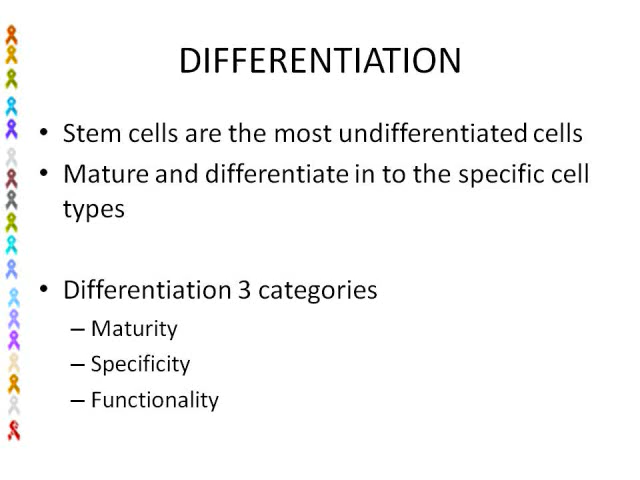 DIFFERENTIATION
• Stem cells are the most undifferentiated cells
• Mature and differentiate in to the specific cell
types
• Differentiation 3 categories
– Maturity
– Specificity
– Functionality